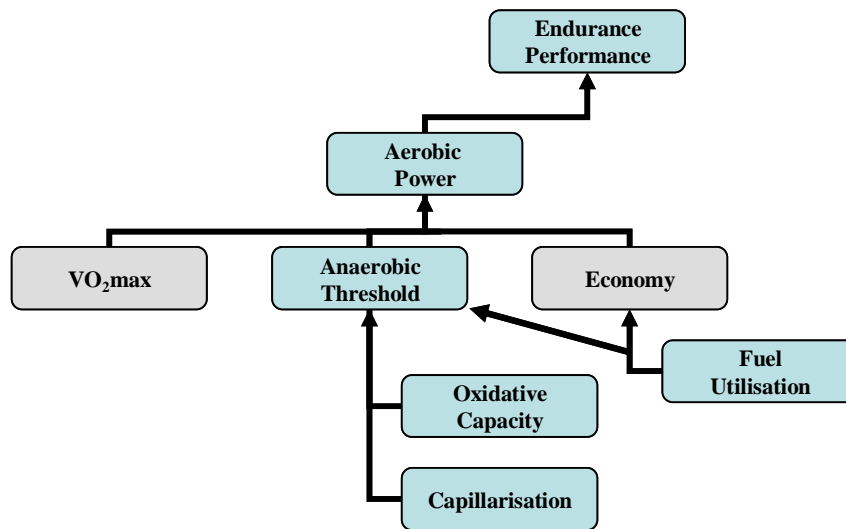 Endurance
Performance
Aerobic
Power
VO₂max
Anaerobic
Threshold
Economy
Fuel
Utilisation
Oxidative
Capacity
Capillarisation